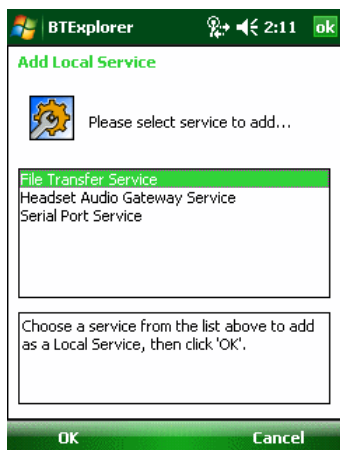 BTExplorer 2:11 ok
Add Local Service
Please select service to add...
File Transfer Service
Headset Audio Gateway Service
Serial Port Service
Choose a service from the list above to add
as a Local Service, then click 'OK'.
OK Cancel